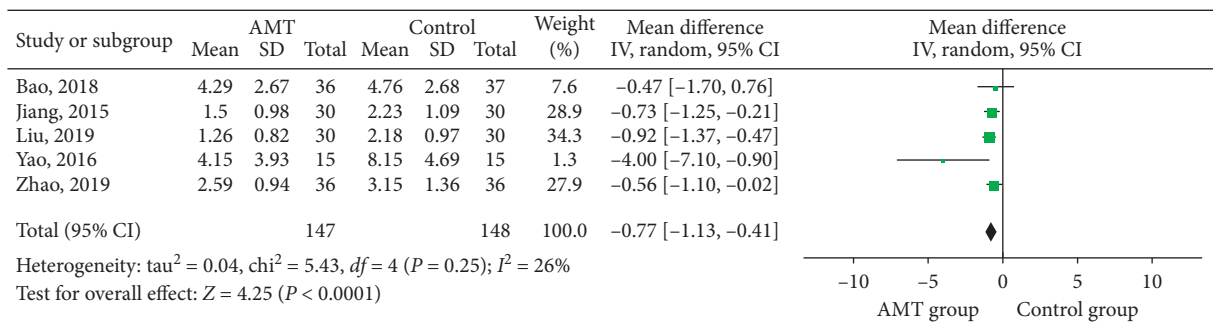 Study or subgroup AMT Control Weight (%) Mean difference IV, random, 95% CI Mean difference IV, random, 95% CI
Mean SD Total Mean SD Total
Bao, 2018 4.29 2.67 36 4.76 2.68 37 7.6 −0.47 [−1.70, 0.76]
Jiang, 2015 1.5 0.98 30 2.23 1.09 30 28.9 −0.73 [−1.25, −0.21]
Liu, 2019 1.26 0.82 30 2.18 0.97 30 34.3 −0.92 [−1.37, −0.47]
Yao, 2016 4.15 3.93 15 8.15 4.69 15 1.3 −4.00 [−7.10, −0.90]
Zhao, 2019 2.59 0.94 36 3.15 1.36 36 27.9 −0.56 [−1.10, −0.02]
Total (95% CI) 147 148 100.0 −0.77 [−1.13, −0.41]
Heterogeneity: tau² = 0.04, chi² = 5.43, df = 4 (P = 0.25); I² = 26%
Test for overall effect: Z = 4.25 (P < 0.0001)
−10 −5 0 5 10
AMT group Control group